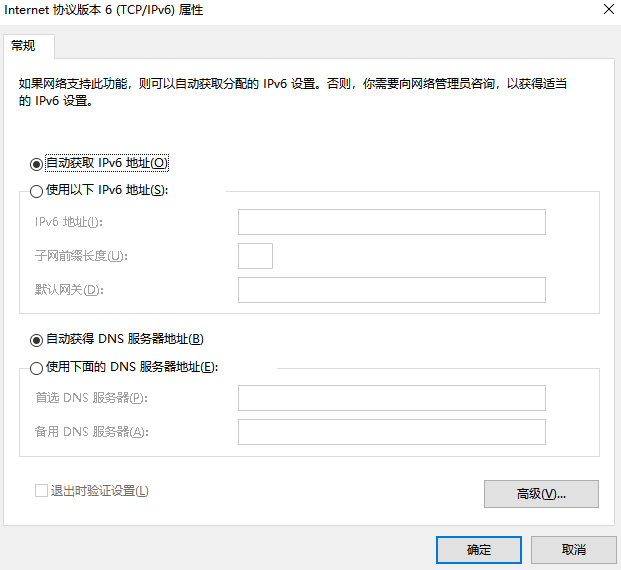 Internet 协议版本 6 (TCP/IPv6) 属性
常规
如果网络支持此功能，则可以自动获取分配的 IPv6 设置。否则，你需要向网络管理员咨询，以获得适当
的 IPv6 设置。
自动获取 IPv6 地址(O)
使用以下 IPv6 地址(S):
IPv6 地址(I):
子网前缀长度(U):
默认网关(D):
自动获得 DNS 服务器地址(B)
使用下面的 DNS 服务器地址(E):
首选 DNS 服务器(P):
备用 DNS 服务器(A):
退出时验证设置(L)
高级(V)...
确定
取消